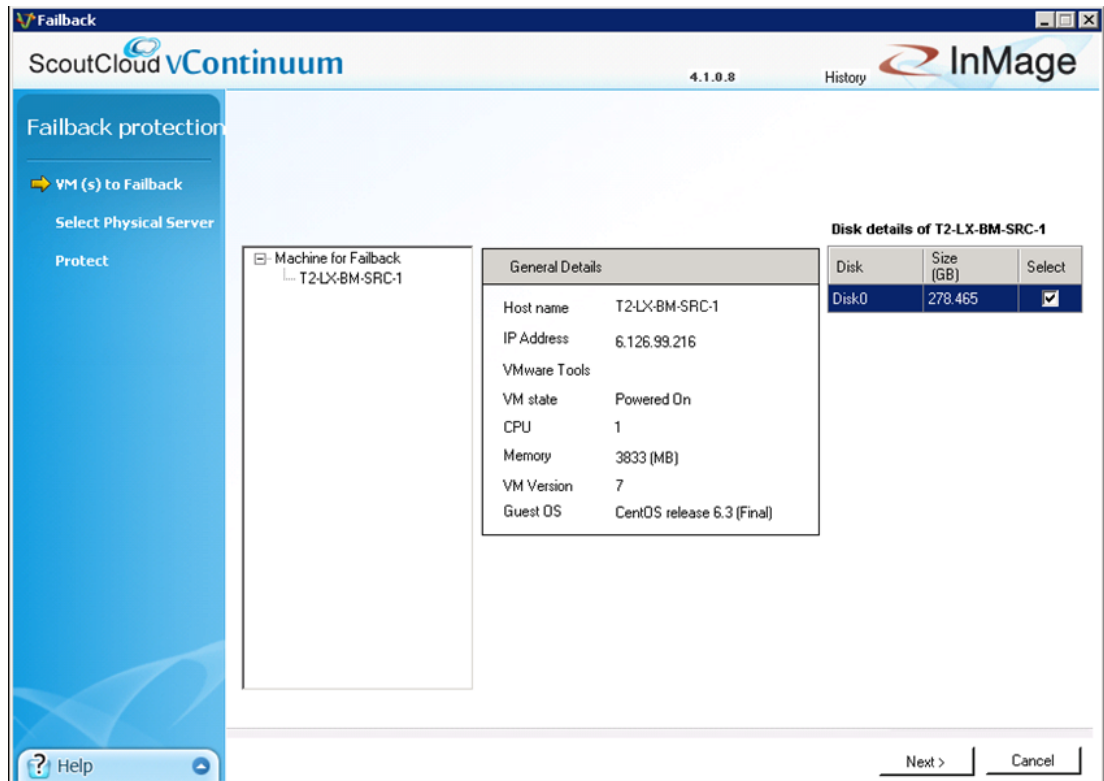 Failback
ScoutCloud vContinuum
4.1.0.8
History
InMage
Failback protection
VM (s) to Failback
Select Physical Server
Protect
Machine for Failback
T2-LX-BM-SRC-1
General Details
Host name T2-LX-BM-SRC-1
IP Address 6.126.99.216
VMware Tools
VM state Powered On
CPU 1
Memory 3833 (MB)
VM Version 7
Guest OS CentOS release 6.3 (Final)
Disk details of T2-LX-BM-SRC-1
Disk Size (GB) Select
Disk0 278.465
? Help
Next > Cancel